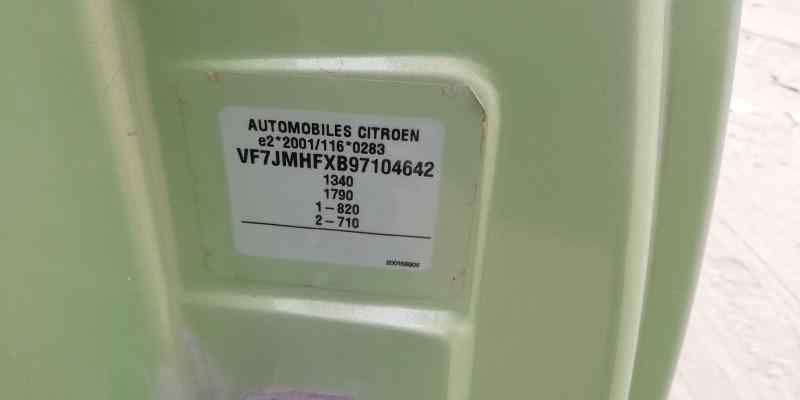 AUTOMOBILES CITROEN
e2*2001/116*0283
VF7JMHFXB97104642
1340
1790
1-820
2-710